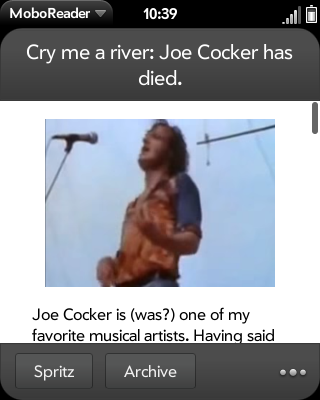 MoboReader 10:39
Cry me a river: Joe Cocker has
died.
Joe Cocker is (was?) one of my
favorite musical artists. Having said
Spritz Archive